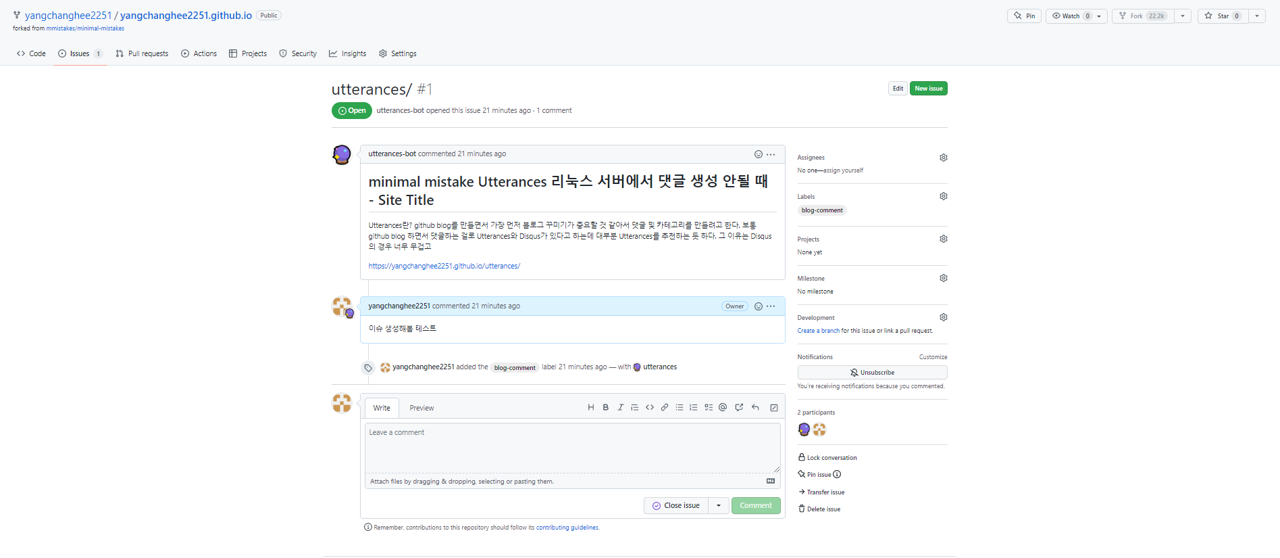 yangchanghee2251 / yangchanghee2251.github.io Public
forked from mmistakes/minimal-mistakes
Pin
Watch 0
Fork 22.2k
Star 0
Code
Issues 1
Pull requests
Actions
Projects
Security
Insights
Settings
utterances/ #1
Edit
New issue
Open
utterances-bot opened this issue 21 minutes ago · 1 comment
utterances-bot commented 21 minutes ago
minimal mistake Utterances 리눅스 서버에서 댓글 생성 안될 때
- Site Title
Utterances란? github blog를 만들면서 가장 먼저 블로그 꾸미기가 중요할 것 같아서 댓글 및 카테고리를 만들려고 한다. 보통
github blog 하면서 댓글하는 걸로 Utterances와 Disqus가 있다고 하는데 대부분 Utterances를 추천하는 듯 하다. 그 이유는 Disqus
의 경우 너무 무겁고
https://yangchanghee2251.github.io/utterances/
yangchanghee2251 commented 21 minutes ago
Owner
이슈 생성해봄 테스트
yangchanghee2251 added the blog-comment label 21 minutes ago — with utterances
Write
Preview
Leave a comment
Attach files by dragging & dropping, selecting or pasting them.
Close issue
Comment
Remember, contributions to this repository should follow its contributing guidelines.
Assignees
No one—assign yourself
Labels
blog-comment
Projects
None yet
Milestone
No milestone
Development
Create a branch for this issue or link a pull request.
Notifications
Customize
Unsubscribe
You're receiving notifications because you commented.
2 participants
Lock conversation
Pin issue
Transfer issue
Delete issue